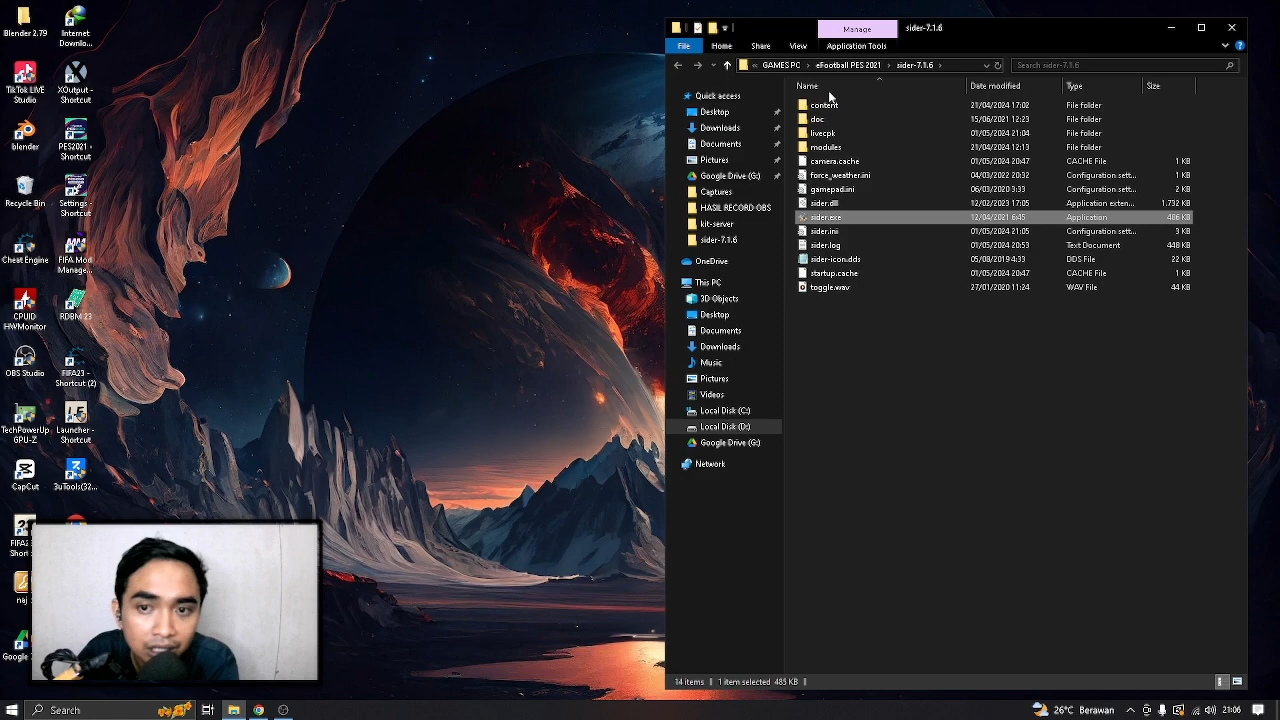 Driver 2.79
Internet
Downlo...
TikTok LIVE
Studio
XOutput -
Shortcut
Blender
PES2021
Shortcut
Settings -
Shortcut
Cheat Engine
FIFA Mod
Manager...
CPUID
HWMonitor
RDBM 23
OBS Studio
FIFA23 -
Shortcut (2)
TechPowerUp
GPU-Z
Launcher -
Shortcut
CapCut
3uTools(32...
FIFA2
Short
Google
Manage
sider-7.1.6
File
Home
Share
View
Application Tools
GAMES PC
eFootball PES 2021
sider-7.1.6
Search sider-7.1.6
Quick access
Desktop
Downloads
Documents
Pictures
Google Drive (G:)
Captures
HASIL RECORD OBS
kit-server
sider-7.1.6
OneDrive
This PC
3D Objects
Desktop
Documents
Downloads
Music
Pictures
Videos
Local Disk (C:)
Local Disk (D:)
Google Drive (G:)
Network
Name Date modified Type Size
content 21/04/2024 17:02 File folder
doc 15/06/2021 12:23 File folder
livecpk 01/05/2024 21:04 File folder
modules 21/04/2024 12:13 File folder
camera.cache 01/05/2024 20:47 CACHE File 1 KB
force_weather.ini 04/03/2022 20:32 Configuration sett... 1 KB
gamepad.ini 06/03/2020 3:33 Configuration sett... 2 KB
sider.dll 12/02/2023 17:05 Application exten... 1.732 KB
sider.exe 12/04/2021 6:45 Application 486 KB
sider.ini 01/05/2024 21:05 Configuration sett... 3 KB
sider.log 01/05/2024 20:53 Text Document 448 KB
sider-icon.dds 05/08/2019 4:33 DDS File 22 KB
startup.cache 01/05/2024 20:47 CACHE File 1 KB
toggle.wav 27/01/2020 11:24 WAV File 44 KB
14 items
1 item selected 485 KB
Search
26°C Berawan
21:06